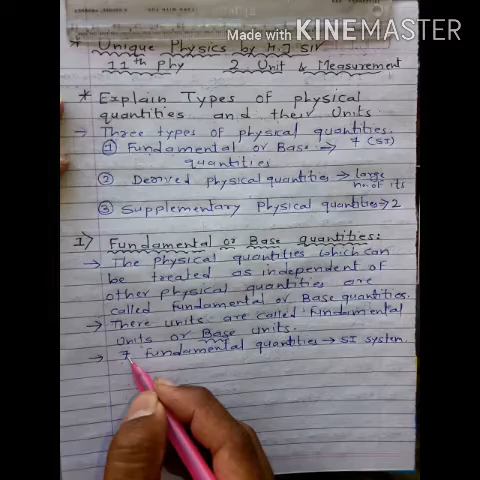 Made with KINEMASTER
* Unique Physics by M.J Sir
11th Phy 2 Unit & Measurement
* Explain Types of physical
quantities and their Units
→ Three types of physical quantities.
① Fundamental or Base → 7 (SI)
quantities
② Derived physical quantities → large
no. of its
③ Supplementary Physical quantities → 2
1) Fundamental or Base quantities:
→ The physical quantities which can
be treated as independent of
other physical quantities are
called fundamental or Base quantities.
→ There units are called fundamental
units or Base units.
→ 7 fundamental quantities → SI system.